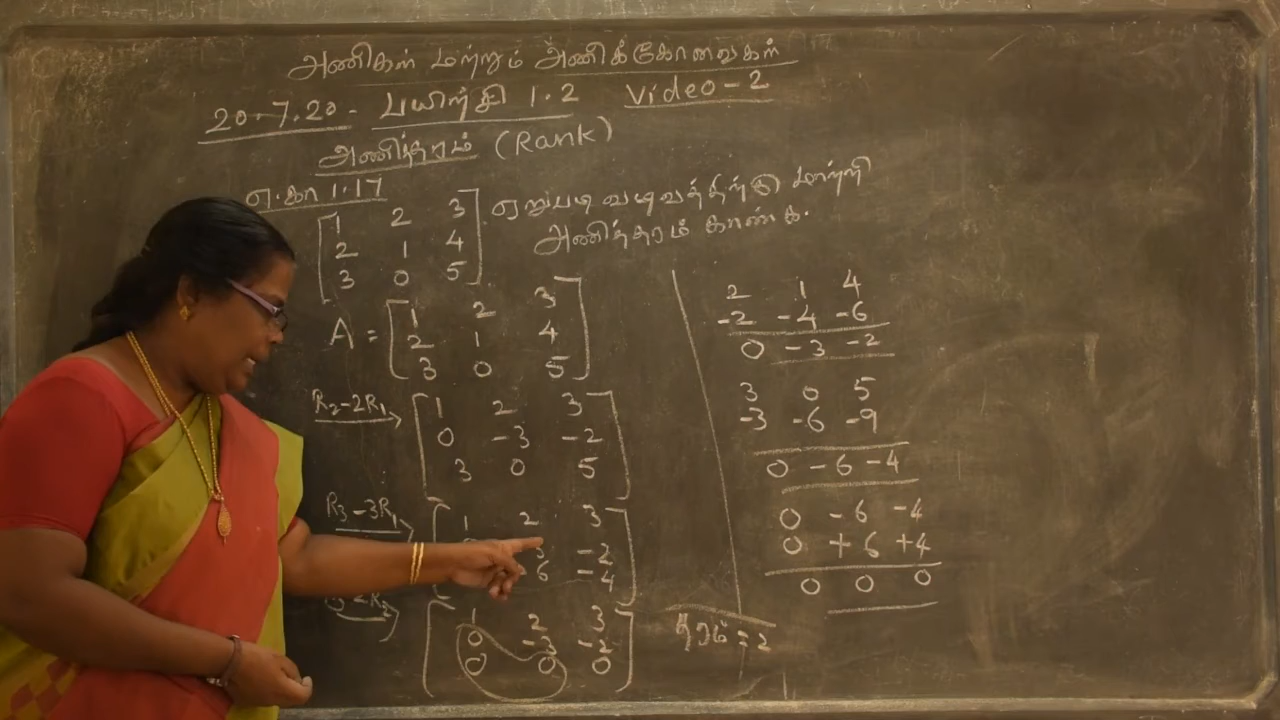 அணிகள் மற்றும் அணிக்கோவைகள்
20.7.20. பயிற்சி 1.2 Video-2
அணித்தரம் (Rank)
எ.கா 1.17
1 2 3
2 1 4
3 0 5
ஏறுபடி வடிவத்திற்கு மாற்றி
அணித்தரம் காண்க.
A = 1 2 3
2 1 4
3 0 5
R2-2R1 → 1 2 3
0 -3 -2
3 0 5
R3-3R1 → 1 2 3
3 -2
6 -4
1 2 3
0 -3 -2
0 0 0
2 1 4
-2 -4 -6
0 -3 -2
3 0 5
-3 -6 -9
0 -6 -4
0 -6 -4
0 +6 +4
0 0 0
தரம் = 2